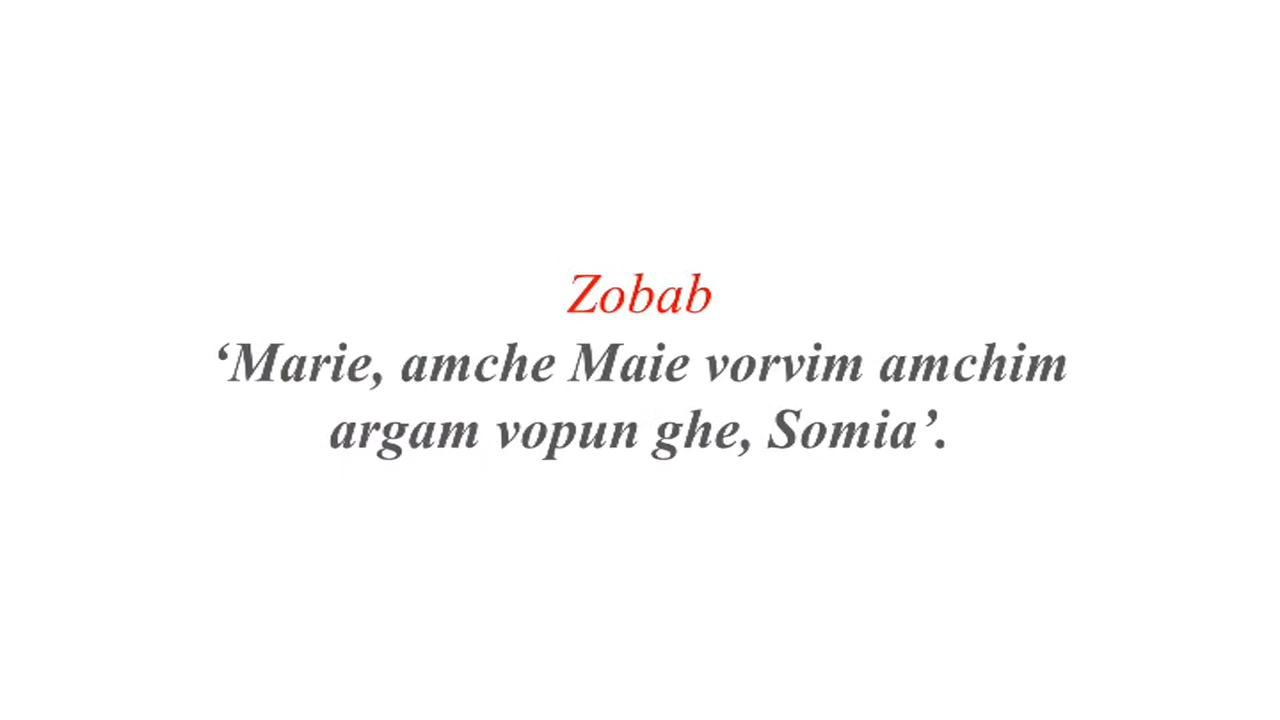 Zobab
‘Marie, amche Maie vorvim amchim
argam vopun ghe, Somia’.